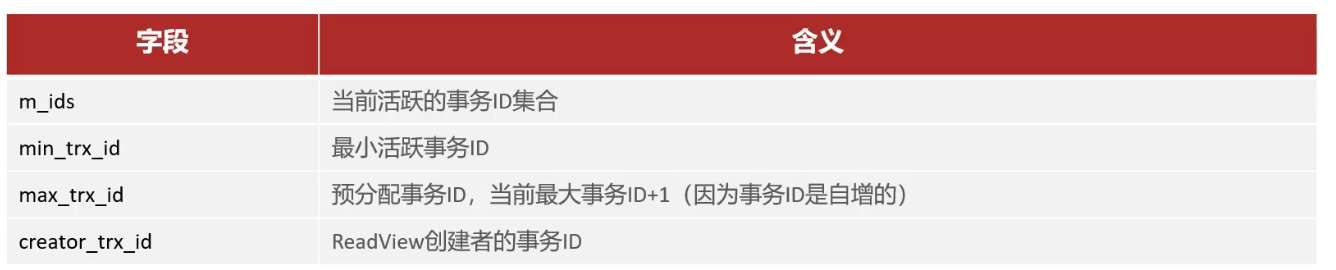 字段 含义
m_ids 当前活跃的事务ID集合
min_trx_id 最小活跃事务ID
max_trx_id 预分配事务ID，当前最大事务ID+1（因为事务ID是自增的）
creator_trx_id ReadView创建者的事务ID